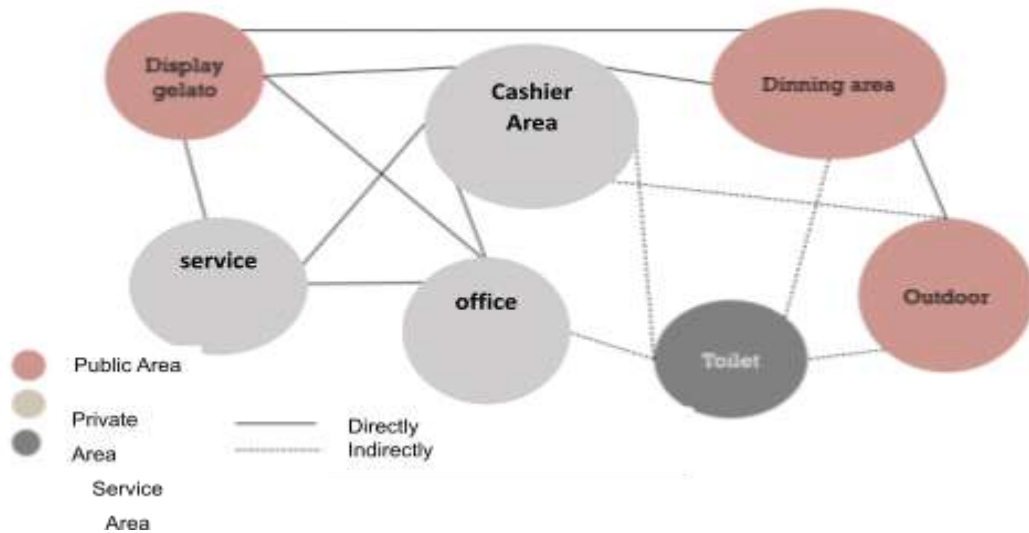 Display
gelato
Cashier
Area
Dinning area
service
office
Outdoor
Toilet
Public Area
Private
Area
Service
Area
Directly
Indirectly